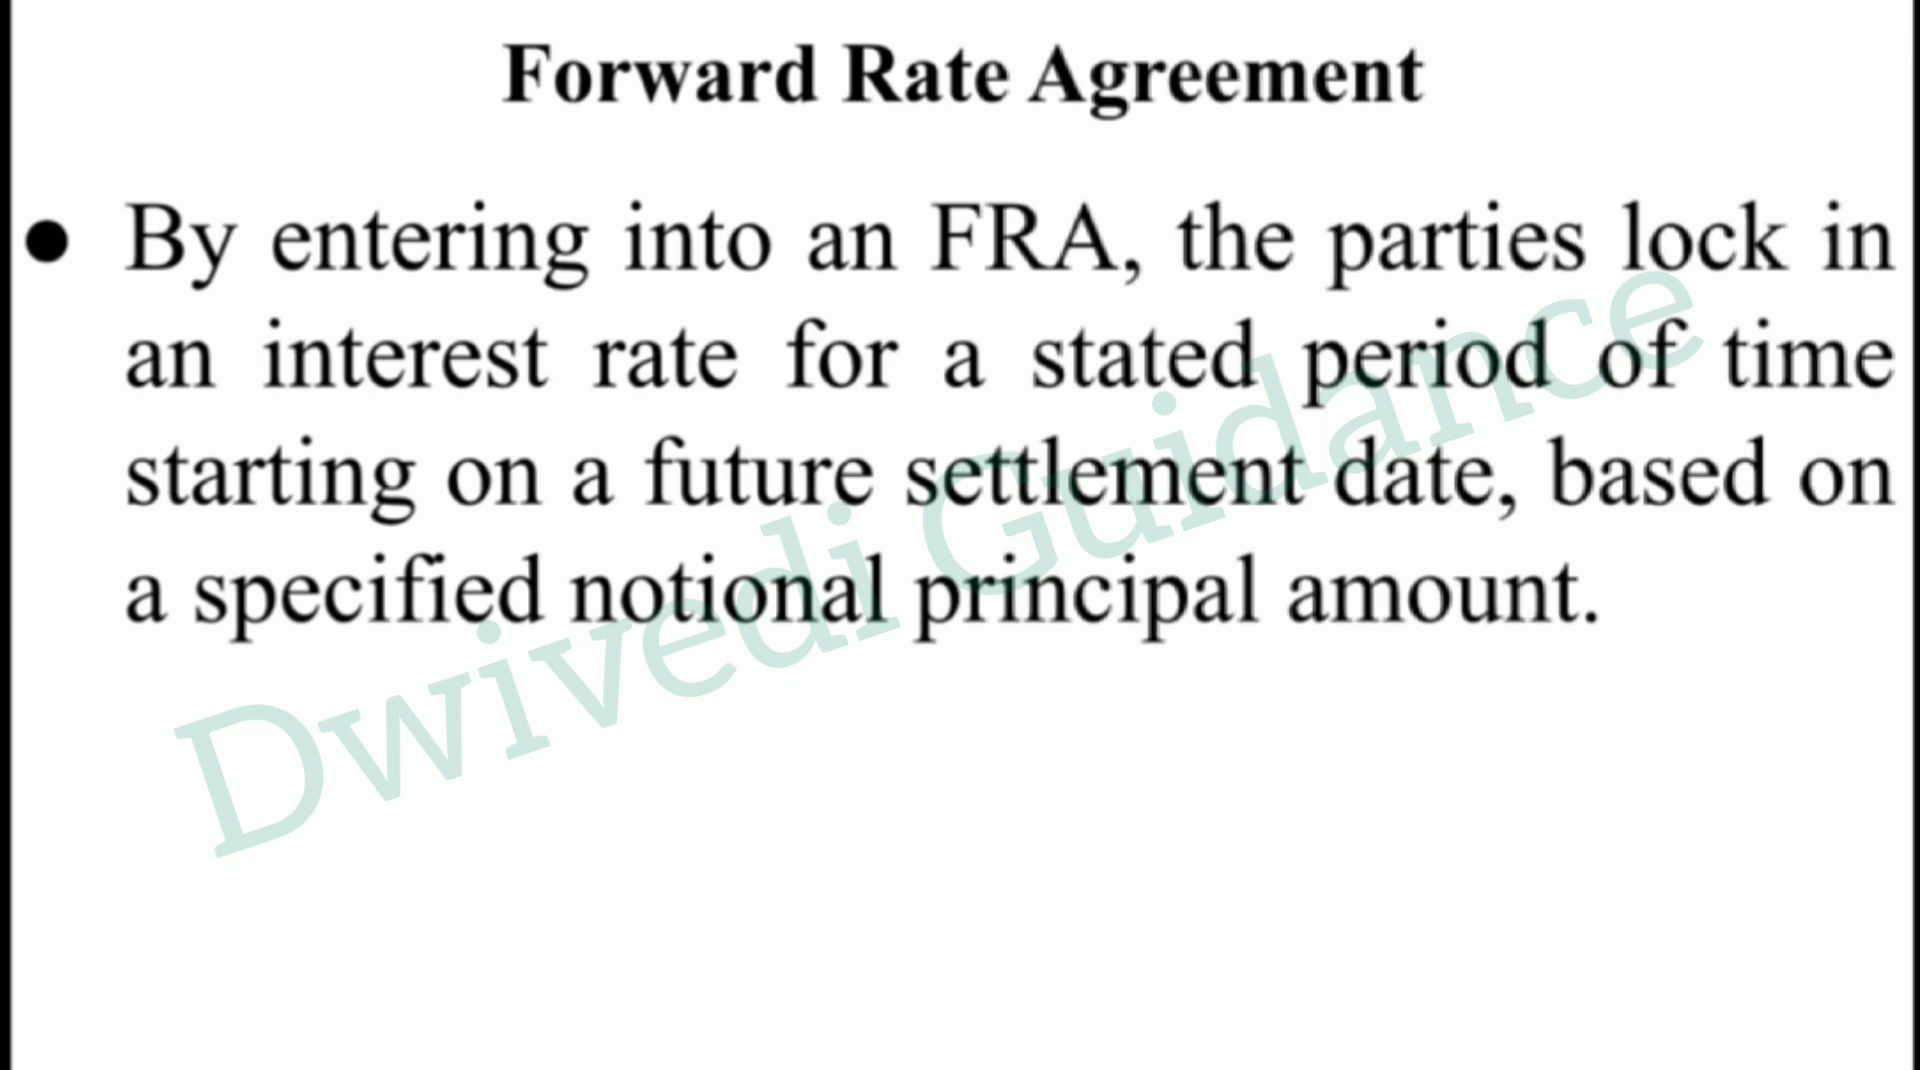 Forward Rate Agreement
● By entering into an FRA, the parties lock in
an interest rate for a stated period of time
starting on a future settlement date, based on
a specified notional principal amount.
Dwivedi Guidance